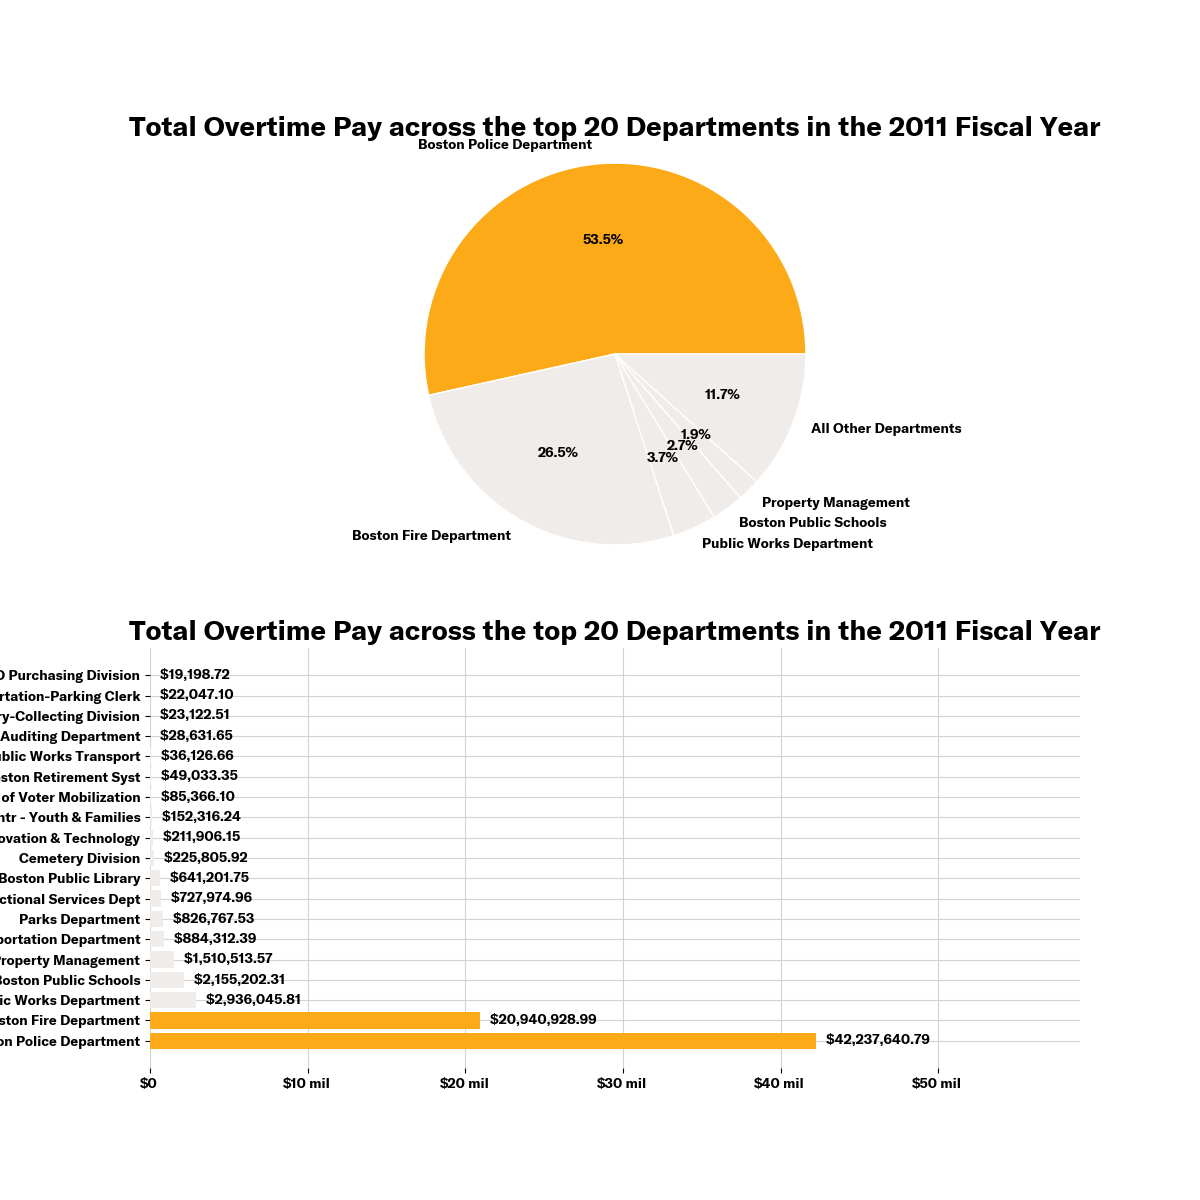 Total Overtime Pay across the top 20 Departments in the 2011 Fiscal Year
Boston Police Department
53.5%
11.7%
All Other Departments
1.9%
2.7%
3.7%
26.5%
Property Management
Boston Public Schools
Boston Fire Department
Public Works Department
Total Overtime Pay across the top 20 Departments in the 2011 Fiscal Year
Purchasing Division $19,198.72
rtation-Parking Clerk $22,047.10
ry-Collecting Division $23,122.51
Auditing Department $28,631.65
ublic Works Transport $36,126.66
ston Retirement Syst $49,033.35
of Voter Mobilization $85,366.10
ntr - Youth & Families $152,316.24
ovation & Technology $211,906.15
Cemetery Division $225,805.92
Boston Public Library $641,201.75
ctional Services Dept $727,974.96
Parks Department $826,767.53
portation Department $884,312.39
Property Management $1,510,513.57
Boston Public Schools $2,155,202.31
ic Works Department $2,936,045.81
ston Fire Department $20,940,928.99
on Police Department $42,237,640.79
$0 $10 mil $20 mil $30 mil $40 mil $50 mil